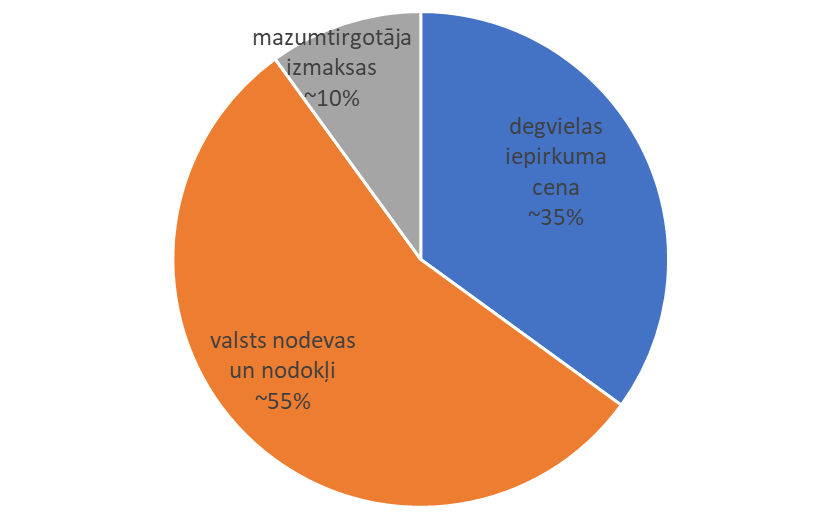 mazumtirgotāja
izmaksas
~10%
degvielas
iepirkuma
cena
~35%
valsts nodevas
un nodokļi
~55%